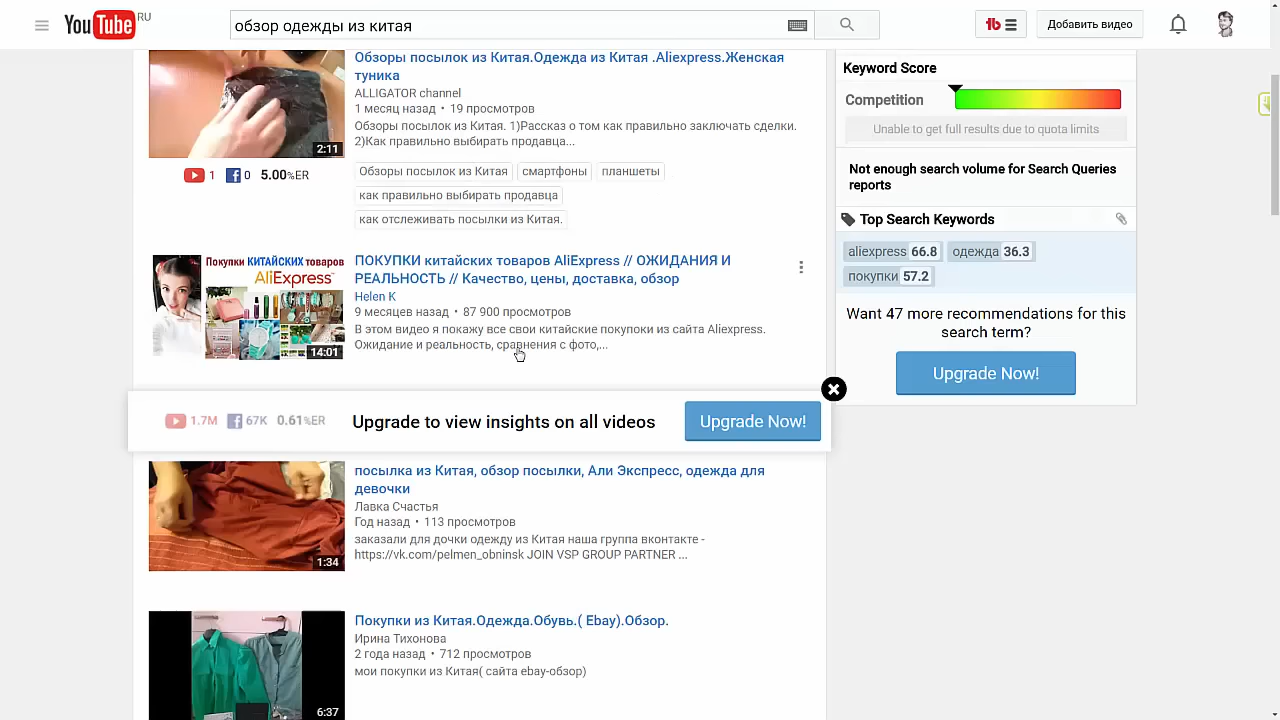 YouTube RU
обзор одежды из китая
Добавить видео
Обзоры посылок из Китая.Одежда из Китая .Aliexpress.Женская
туника
ALLIGATOR channel
1 месяц назад • 19 просмотров
Обзоры посылок из Китая. 1)Рассказ о том как правильно заключать сделки.
2)Как правильно выбирать продавца...
2:11
1 0 5.00%ER
Обзоры посылок из Китая смартфоны планшеты
как правильно выбирать продавца
как отслеживать посылки из Китая.
Покупки КИТАЙСКИХ товаров
AliExpress
14:01
ПОКУПКИ китайских товаров AliExpress // ОЖИДАНИЯ И
РЕАЛЬНОСТЬ // Качество, цены, доставка, обзор
Helen K
9 месяцев назад • 87 900 просмотров
В этом видео я покажу все свои китайские покупоки из сайта Aliexpress.
Ожидание и реальность, сравнения с фото,...
1.7M 67K 0.61%ER Upgrade to view insights on all videos Upgrade Now!
посылка из Китая, обзор посылки, Али Экспресс, одежда для
девочки
Лавка Счастья
Год назад • 113 просмотров
заказали для дочки одежду из Китая наша группа вконтакте -
https://vk.com/pelmen_obninsk JOIN VSP GROUP PARTNER ...
1:34
Покупки из Китая.Одежда.Обувь.( Ebay).Обзор.
Ирина Тихонова
2 года назад • 712 просмотров
мои покупки из Китая( сайта ebay-обзор)
6:37
Keyword Score
Competition
Unable to get full results due to quota limits
Not enough search volume for Search Queries
reports
Top Search Keywords
aliexpress 66.8 одежда 36.3
покупки 57.2
Want 47 more recommendations for this
search term?
Upgrade Now!